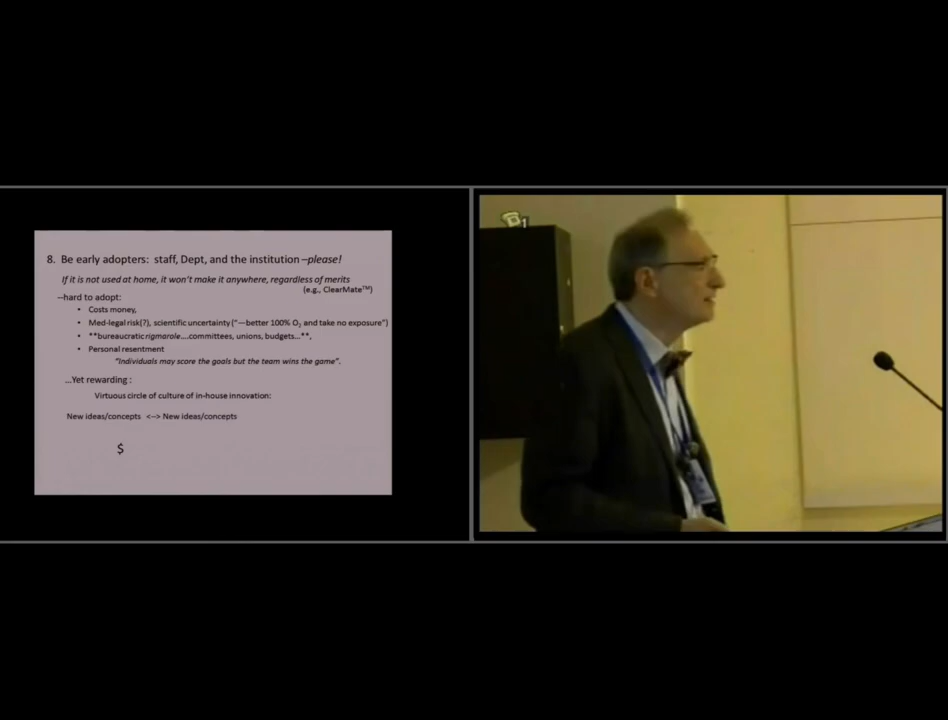 8. Be early adopters: staff, Dept, and the institution –please!
If it is not used at home, it won't make it anywhere, regardless of merits
(e.g., ClearMate™)
–hard to adopt:
• Costs money,
• Med-legal risk(?), scientific uncertainty ("—better 100% O₂ and take no exposure")
• **bureaucratic rigmarole....committees, unions, budgets...**,
• Personal resentment
"Individuals may score the goals but the team wins the game".
...Yet rewarding :
Virtuous circle of culture of in-house innovation:
New ideas/concepts <--> New ideas/concepts
$
1